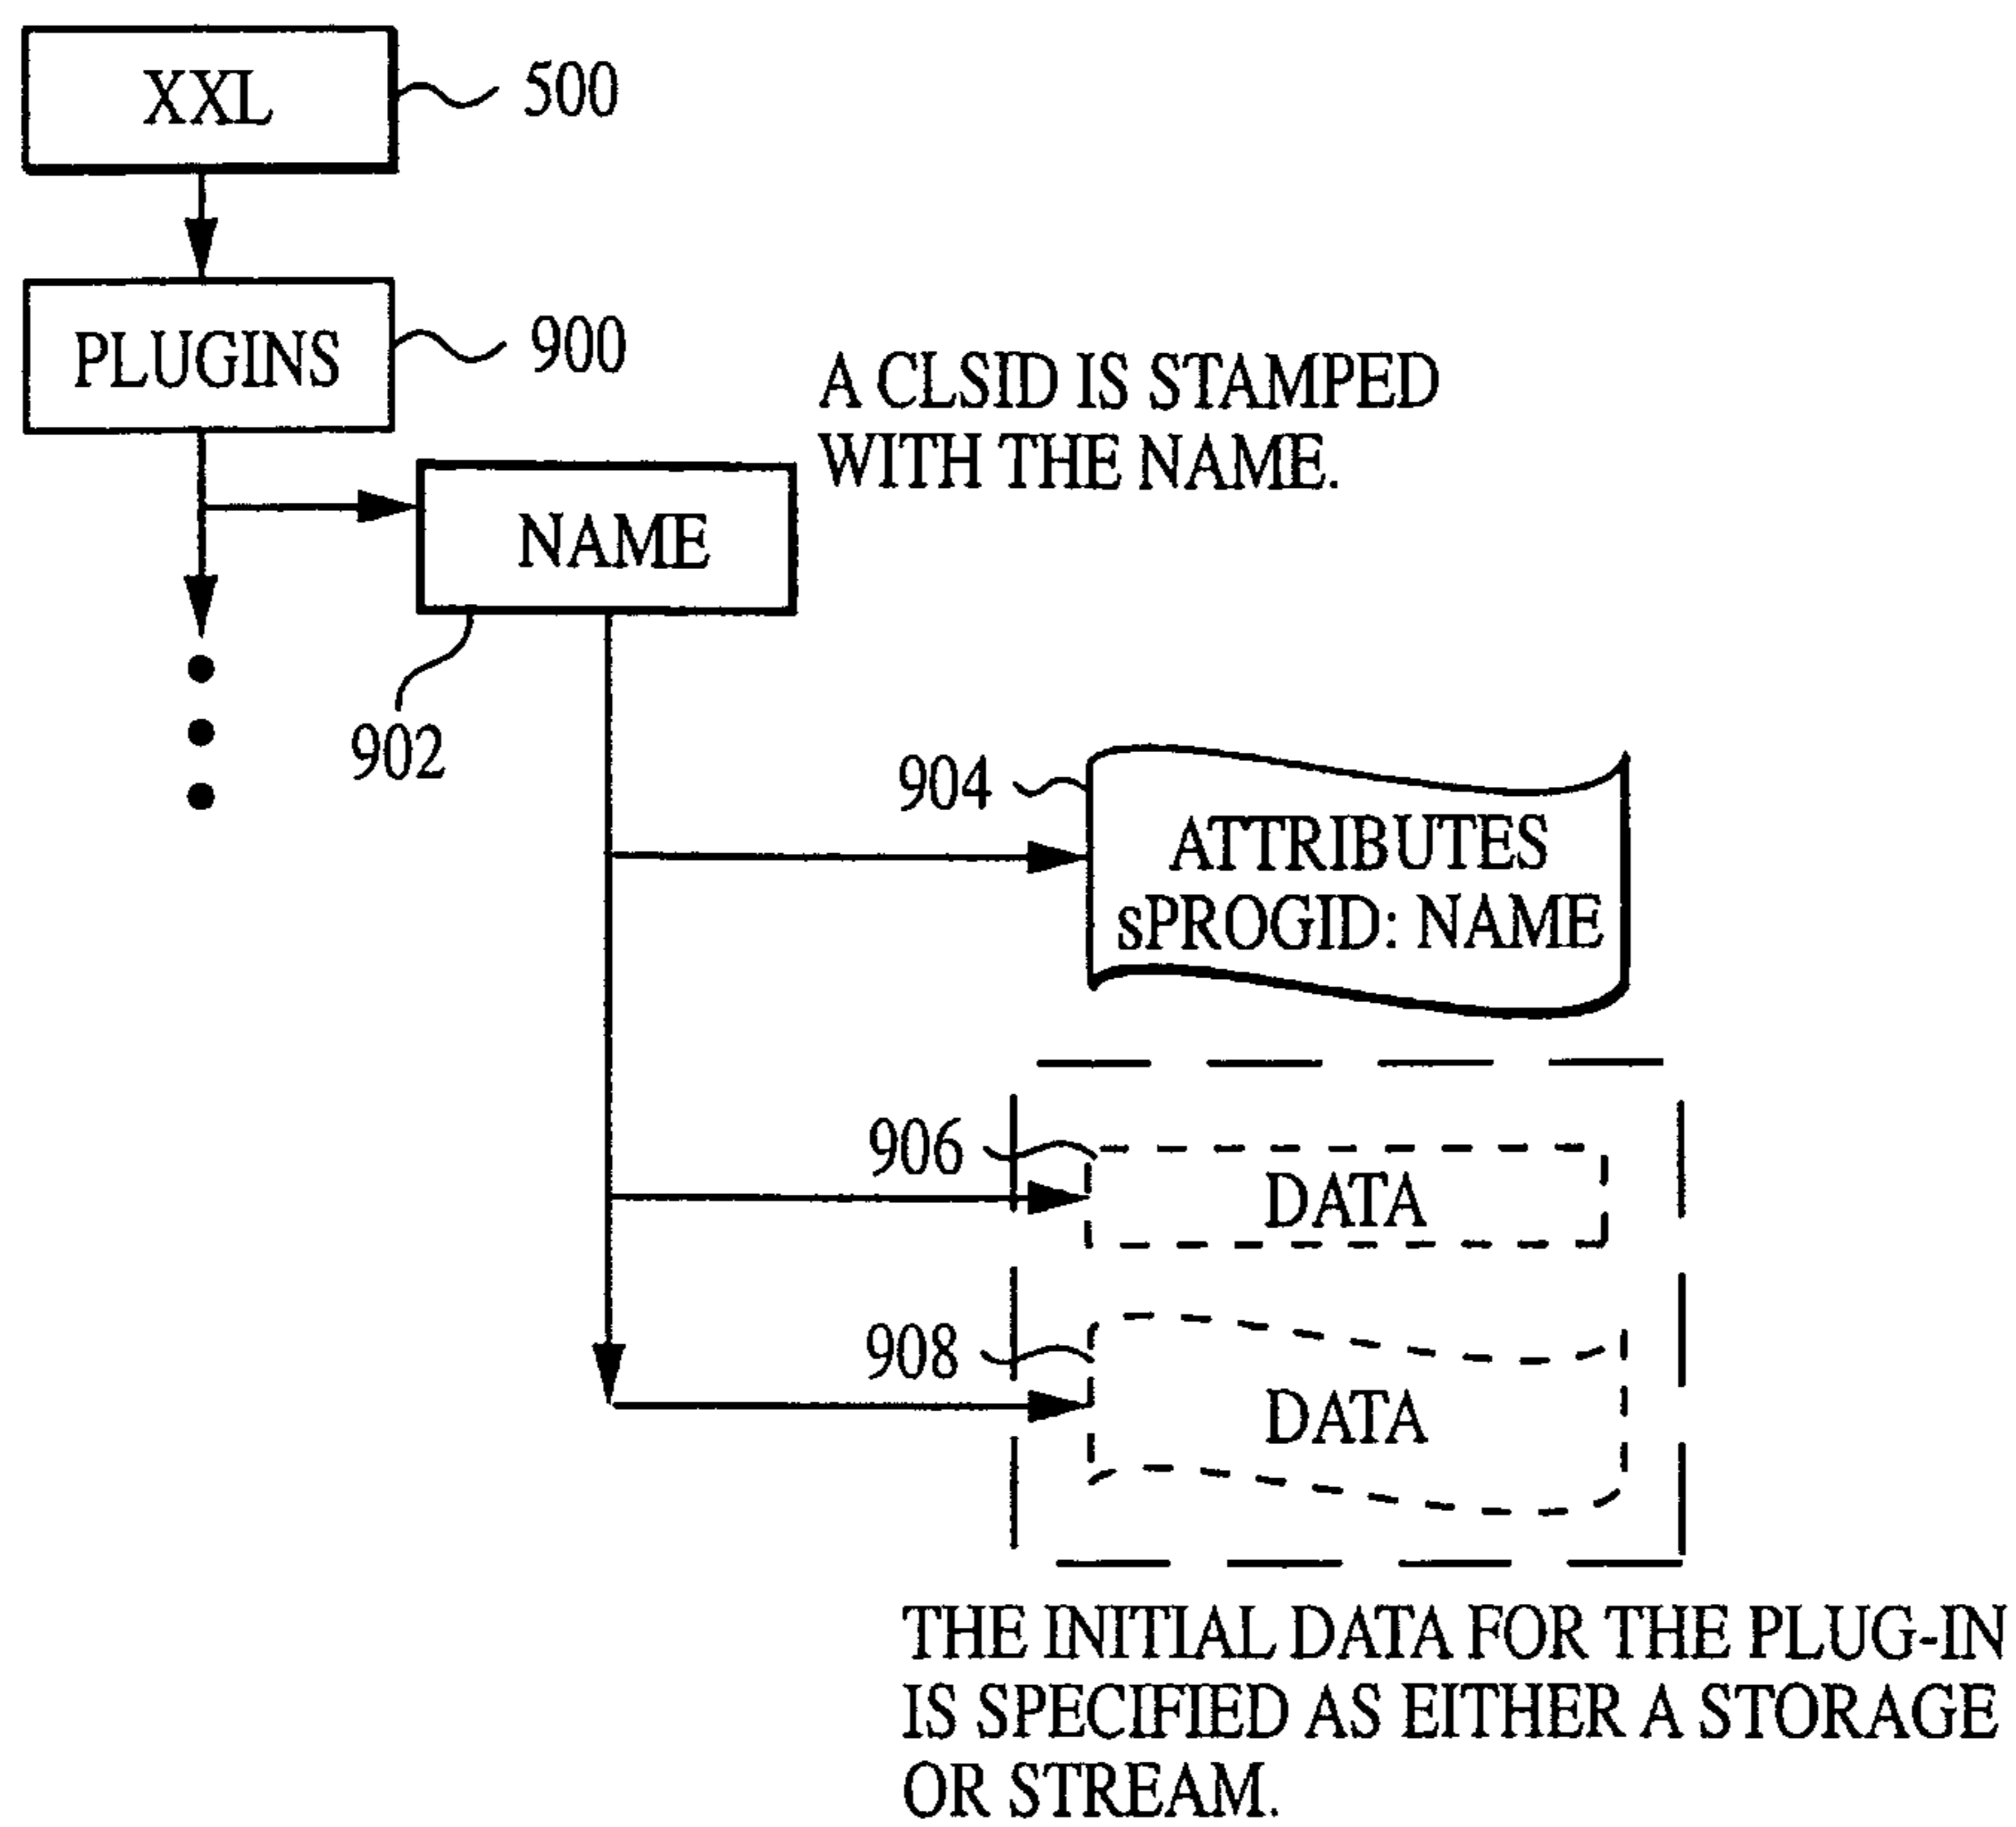 XXL
500
PLUGINS
900
A CLSID IS STAMPED
WITH THE NAME.
NAME
902
904
ATTRIBUTES
sPROGID: NAME
906
DATA
908
DATA
THE INITIAL DATA FOR THE PLUG-IN
IS SPECIFIED AS EITHER A STORAGE
OR STREAM.